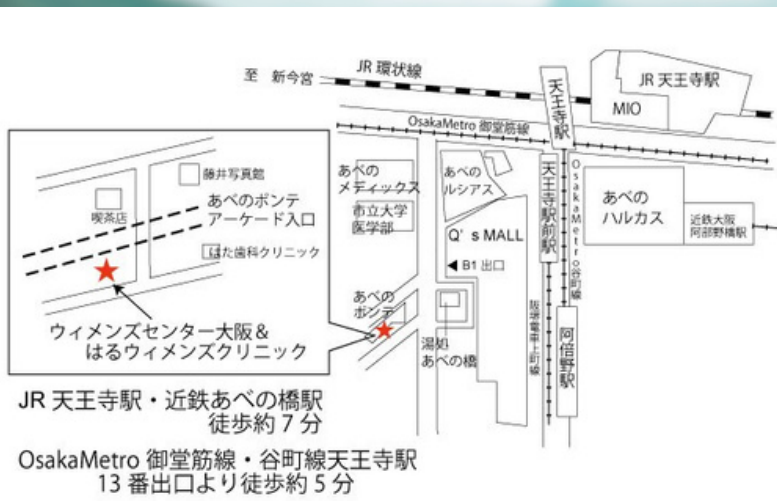 至 新今宮
JR 環状線
JR 天王寺駅
MIO
天王寺駅
OsakaMetro 御堂筋線
あべの
メディックス
市立大学
医学部
あべの
ルシアス
天王寺駅前駅
OsakaMetro谷町線
あべの
ハルカス
近鉄大阪
阿部野橋駅
Q's MALL
B1 出口
阪堺電車上町線
阿倍野駅
あべの
ポンテ
湯処
あべの橋
藤井写真館
喫茶店
あべのポンテ
アーケード入口
はた歯科クリニック
ウィメンズセンター大阪＆
はるウィメンズクリニック
JR 天王寺駅・近鉄あべの橋駅
徒歩約７分
OsakaMetro 御堂筋線・谷町線天王寺駅
13 番出口より徒歩約５分